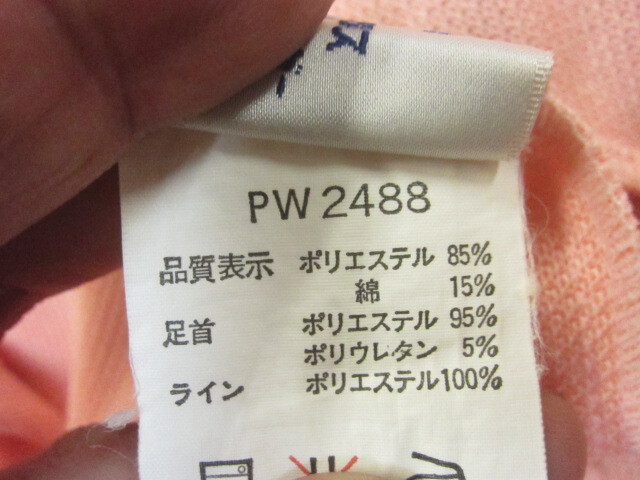 PW2488
品質表示 ポリエステル 85%
綿 15%
足首 ポリエステル 95%
ポリウレタン 5%
ライン ポリエステル100%